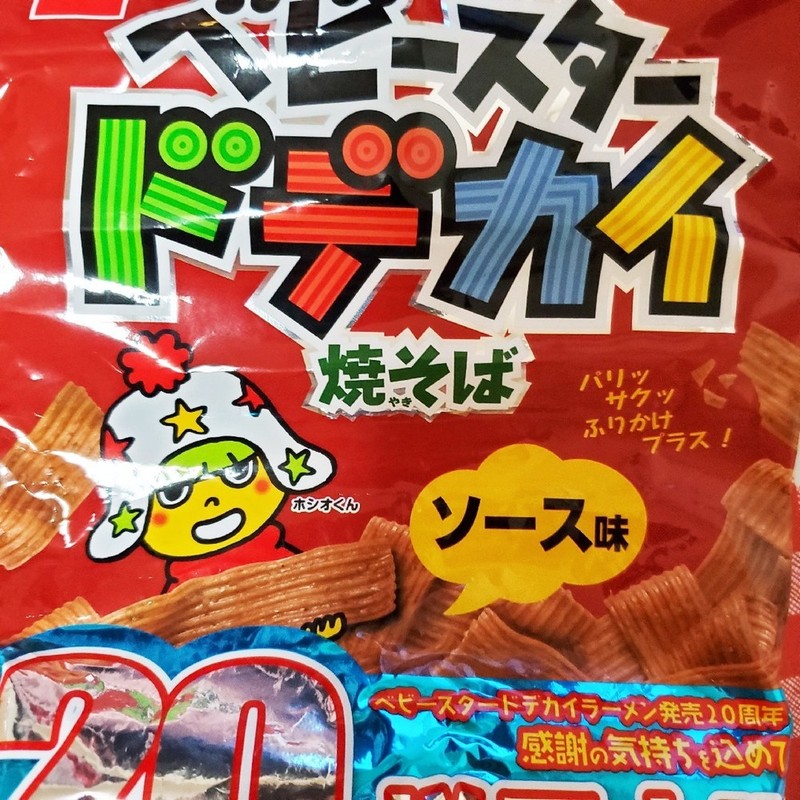 ベビースター
ドデカイ
焼そば
やき
パリッ
サクッ
ふりかけ
プラス!
ホシオくん
ソース味
20
ベビースタードデカイラーメン発売20周年
感謝の気持ちを込めて